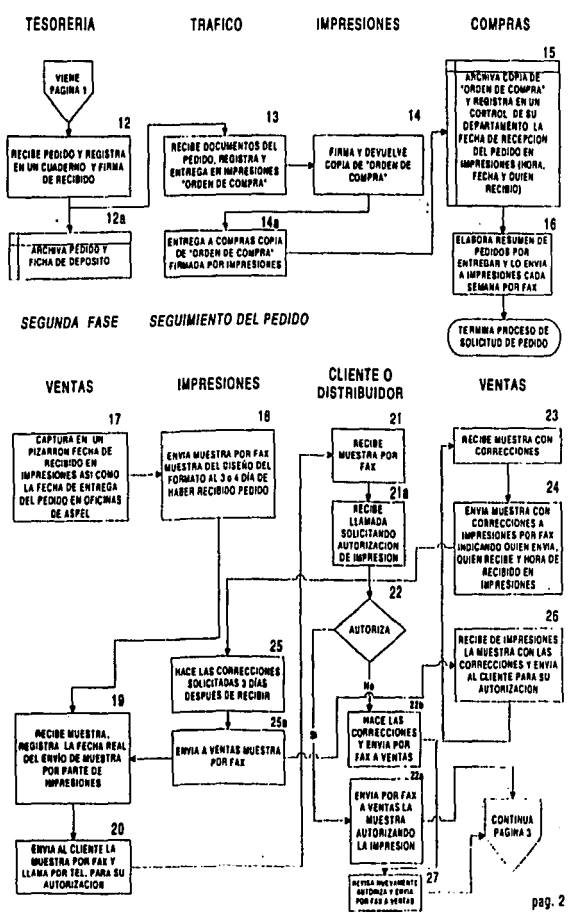 TESORERIA
TRAFICO
IMPRESIONES
COMPRAS
VIENE
PAGINA 1
12
RECIBE PEDIDO Y REGISTRA
EN UN CUADERNO Y FIRMA
DE RECIBIDO
12a
ARCHIVA PEDIDO Y
FICHA DE DEPOSITO
13
RECIBE DOCUMENTOS DEL
PEDIDO, REGISTRA Y
ENTREGA EN IMPRESIONES
"ORDEN DE COMPRA"
14
FIRMA Y DEVUELVE
COPIA DE "ORDEN DE
COMPRA"
14a
ENTREGA A COMPRAS COPIA
DE "ORDEN DE COMPRA"
FIRMADA POR IMPRESIONES
15
ARCHIVA COPIA DE
"ORDEN DE COMPRA"
Y REGISTRA EN UN
CONTROL DE SU
DEPARTAMENTO LA
FECHA DE RECEPCION
DEL PEDIDO EN
IMPRESIONES (HORA,
FECHA Y QUIEN
RECIBIO)
16
ELABORA RESUMEN DE
PEDIDOS POR
ENTREGAR Y LO ENVIA
A IMPRESIONES CADA
SEMANA POR FAX
TERMINA PROCESO DE
SOLICITUD DE PEDIDO
SEGUNDA FASE
SEGUIMIENTO DEL PEDIDO
VENTAS
IMPRESIONES
CLIENTE O
DISTRIBUIDOR
VENTAS
17
CAPTURA EN UN
PIZARRON FECHA DE
RECIBIDO EN
IMPRESIONES ASI COMO
LA FECHA DE ENTREGA
DEL PEDIDO EN OFICINAS
DE ASPEL
18
ENVIA MUESTRA POR FAX
MUESTRA DEL DISEÑO DEL
FORMATO AL 3 o 4 DÍA DE
HABER RECIBIDO PEDIDO
19
RECIBE MUESTRA,
REGISTRA LA FECHA REAL
DEL ENVÍO DE MUESTRA
POR PARTE DE
IMPRESIONES
20
ENVIA AL CLIENTE LA
MUESTRA POR FAX Y
LLAMA POR TEL. PARA SU
AUTORIZACION
25
HACE LAS CORRECCIONES
SOLICITADAS 3 DÍAS
DESPUES DE RECIBIR
25a
ENVIA A VENTAS MUESTRA
POR FAX
21
RECIBE
MUESTRA POR
FAX
21a
RECIBE
LLAMADA
SOLICITANDO
AUTORIZACION
DE IMPRESION
22
AUTORIZA
No
Si
22b
HACE LAS
CORRECCIONES
Y ENVIA POR
FAX A VENTAS
22a
ENVIA POR FAX
A VENTAS LA
MUESTRA
AUTORIZANDO
LA IMPRESIÓN
27
REVISA NUEVAMENTE
AUTORIZA Y ENVIA
POR FAX A VENTAS
23
RECIBE MUESTRA CON
CORRECCIONES
24
ENVIA MUESTRA CON
CORRECCIONES A
IMPRESIONES POR FAX
INDICANDO QUIEN ENVIA,
QUIEN RECIBE Y HORA DE
RECIBIDO EN
IMPRESIONES
26
RECIBE DE IMPRESIONES
LA MUESTRA CON LAS
CORRECCIONES Y ENVIA
AL CLIENTE PARA SU
AUTORIZACION
CONTINUA
PAGINA 3
pag. 2